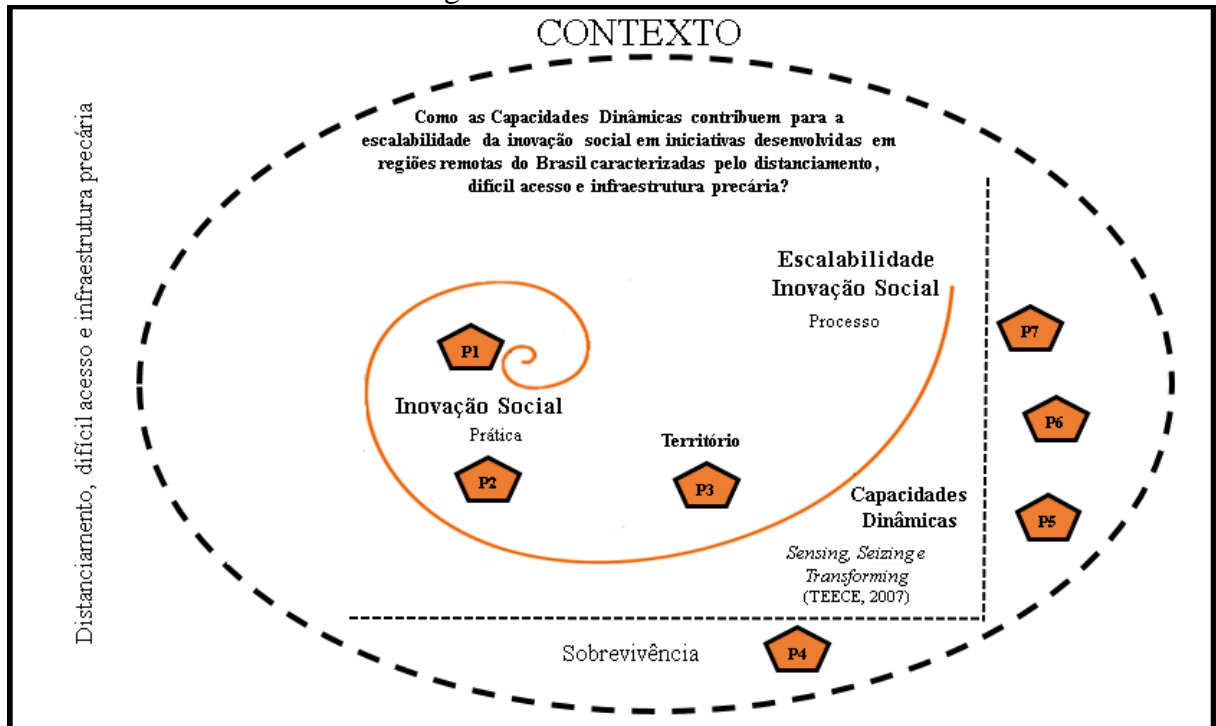 CONTEXTO
Distanciamento, difícil acesso e infraestrutura precária
Como as Capacidades Dinâmicas contribuem para a
escalabilidade da inovação social em iniciativas desenvolvidas em
regiões remotas do Brasil caracterizadas pelo distanciamento,
difícil acesso e infraestrutura precária?
Escalabilidade
Inovação Social
Processo
P7
P1
Inovação Social
Prática
P6
Território
P2
P3
Capacidades
Dinâmicas
P5
Sensing, Seizing e
Transforming
(TEECE, 2007)
Sobrevivência
P4